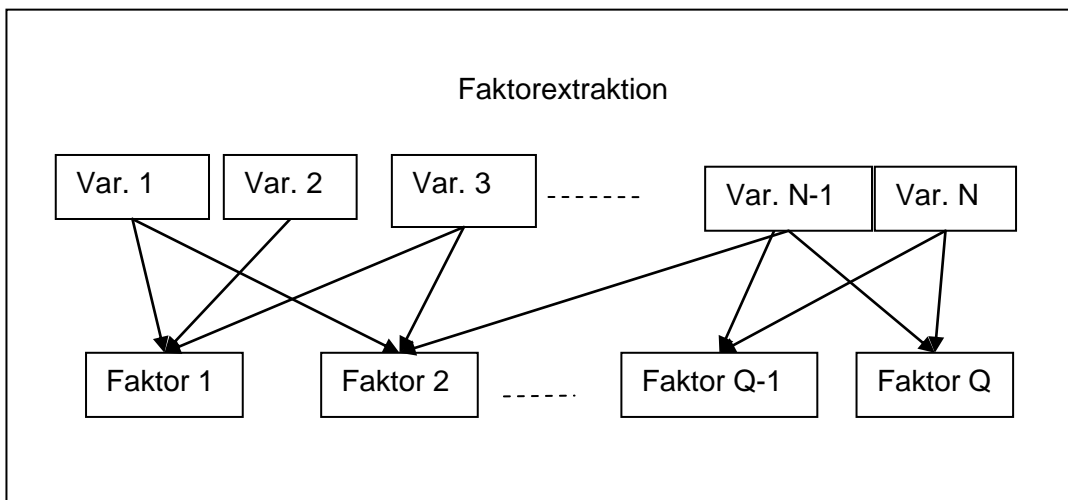 Faktorextraktion
Var. 1 Var. 2 Var. 3 Var. N-1 Var. N
Faktor 1 Faktor 2 Faktor Q-1 Faktor Q